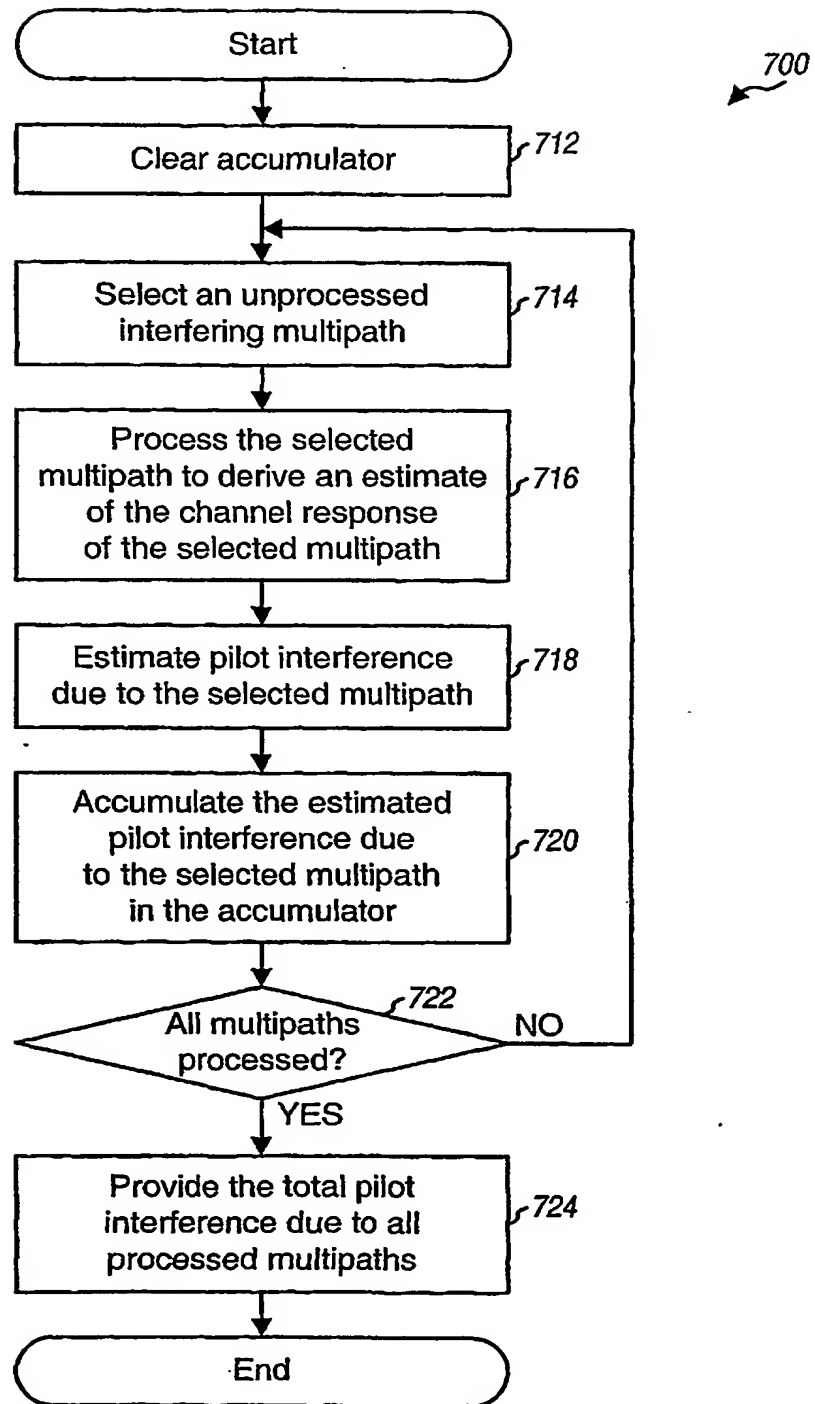 Start
700
Clear accumulator
712
Select an unprocessed
interfering multipath
714
Process the selected
multipath to derive an estimate
of the channel response
of the selected multipath
716
Estimate pilot interference
due to the selected multipath
718
Accumulate the estimated
pilot interference due
to the selected multipath
in the accumulator
720
722
All multipaths
processed?
NO
YES
Provide the total pilot
interference due to all
processed multipaths
724
End